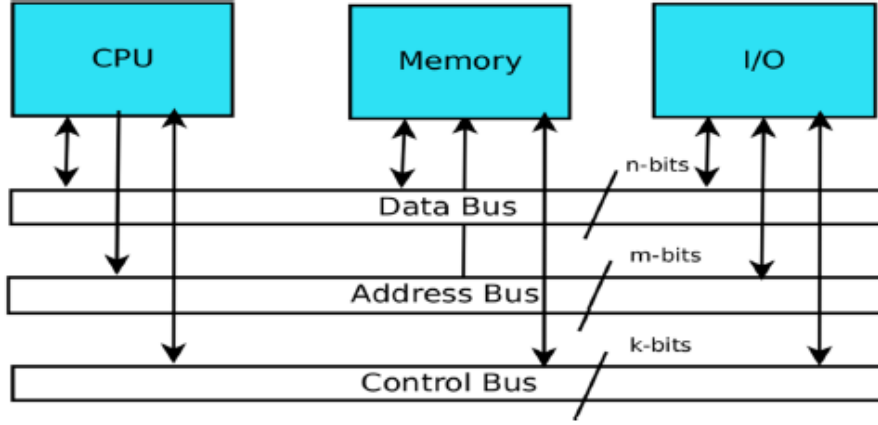 CPU
Memory
I/O
n-bits
Data Bus
m-bits
Address Bus
k-bits
Control Bus